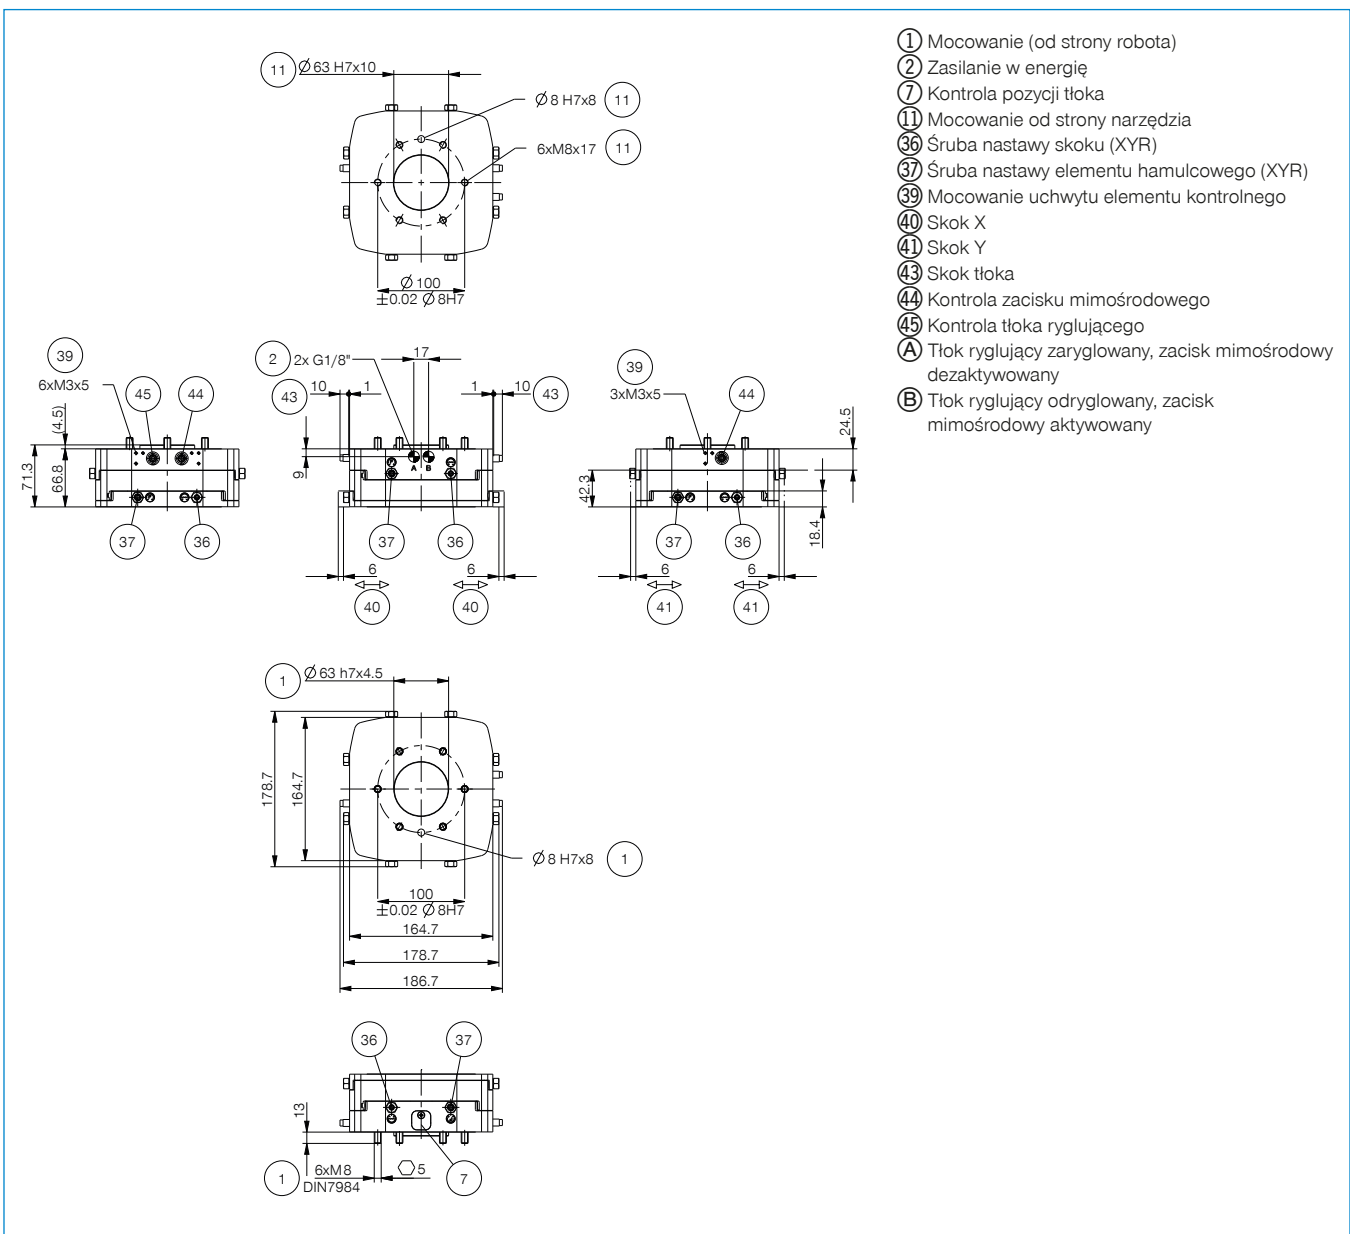 11 Ø 63 H7x10
Ø 8 H7x8 11
6xM8x17 11
Ø 100
±0.02 Ø 8H7
1 Mocowanie (od strony robota)
2 Zasilanie w energię
7 Kontrola pozycji tłoka
11 Mocowanie od strony narzędzia
36 Śruba nastawy skoku (XYR)
37 Śruba nastawy elementu hamulcowego (XYR)
39 Mocowanie uchwytu elementu kontrolnego
40 Skok X
41 Skok Y
43 Skok tłoka
44 Kontrola zacisku mimośrodowego
45 Kontrola tłoka ryglującego
A Tłok ryglujący zaryglowany, zacisk mimośrodowy
dezaktywowany
B Tłok ryglujący odryglowany, zacisk
mimośrodowy aktywowany
39
6xM3x5
45
44
(4.5)
71.3
66.8
37
36
2 2x G1/8"
17
43
10
1
1
10
43
9
A
B
37
36
6
6
40
40
39
3xM3x5
44
24.5
42.3
18.4
37
36
6
6
41
41
1 Ø 63 h7x4.5
178.7
164.7
Ø 8 H7x8 1
100
±0.02 Ø 8H7
164.7
178.7
186.7
36
37
13
1
6xM8
DIN7984
5
7